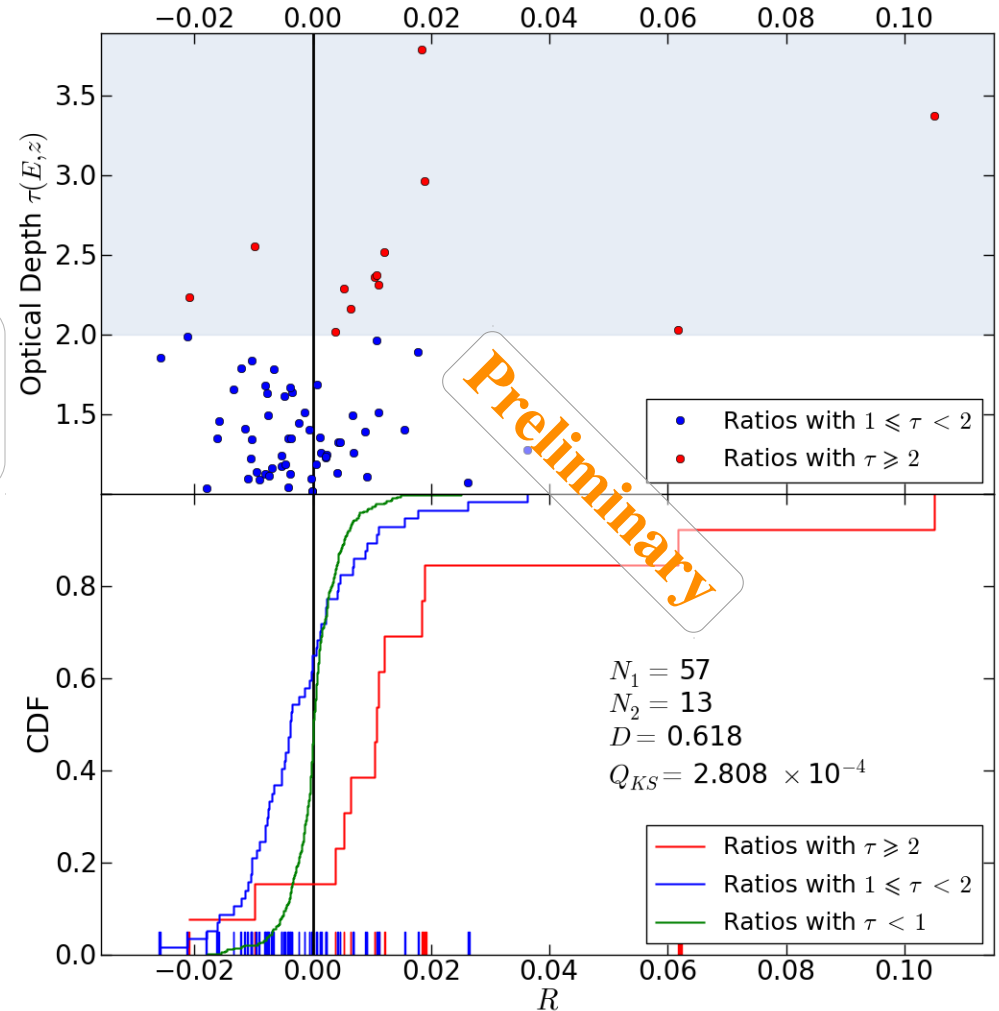 −0.02 0.00 0.02 0.04 0.06 0.08 0.10
Optical Depth τ(E,z)
3.5
3.0
2.5
2.0
1.5
Ratios with 1 ⩽ τ < 2
Ratios with τ ⩾ 2
Preliminary
CDF
0.8
0.6
0.4
0.2
0.0
N₁ = 57
N₂ = 13
D = 0.618
Q_KS = 2.808 × 10⁻⁴
Ratios with τ ⩾ 2
Ratios with 1 ⩽ τ < 2
Ratios with τ < 1
−0.02 0.00 0.02 0.04 0.06 0.08 0.10
R